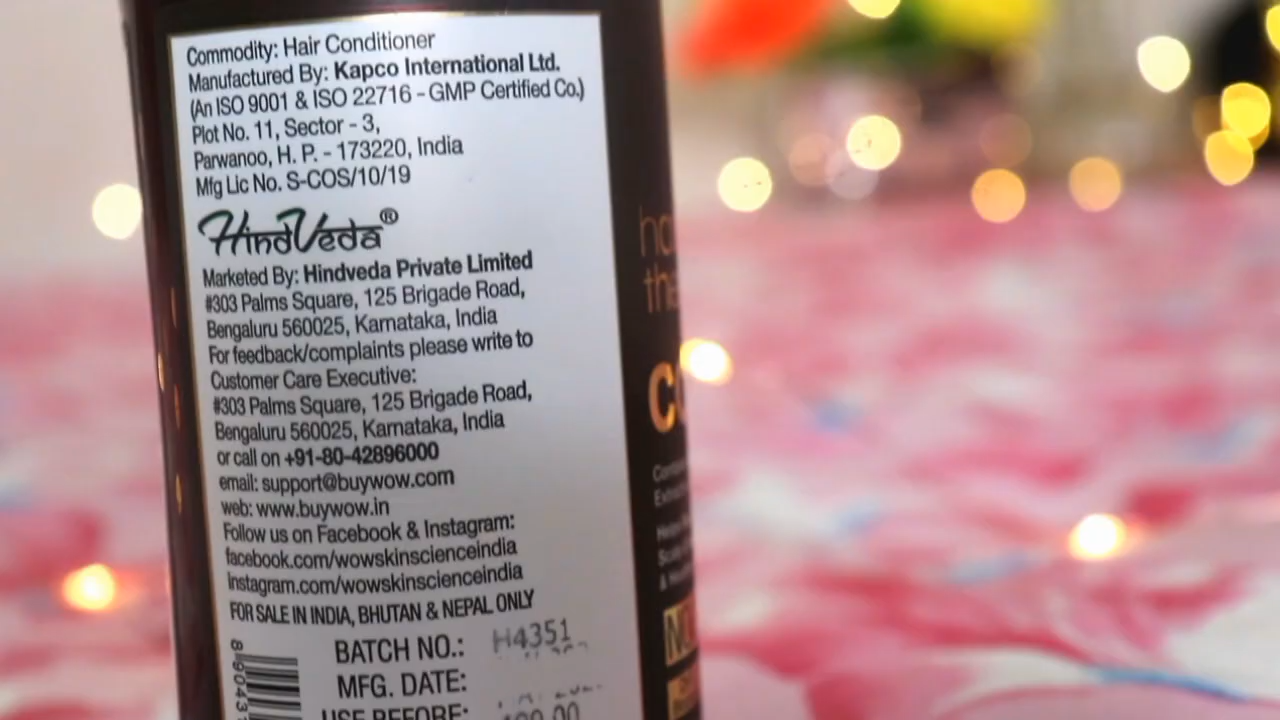 Commodity: Hair Conditioner
Manufactured By: Kapco International Ltd.
(An ISO 9001 & ISO 22716 - GMP Certified Co.)
Plot No. 11, Sector - 3,
Parwanoo, H. P. - 173220, India
Mfg Lic No. S-COS/10/19
HindVeda®
Marketed By: Hindveda Private Limited
#303 Palms Square, 125 Brigade Road,
Bengaluru 560025, Karnataka, India
For feedback/complaints please write to
Customer Care Executive:
#303 Palms Square, 125 Brigade Road,
Bengaluru 560025, Karnataka, India
or call on +91-80-42896000
email: support@buywow.com
web: www.buywow.in
Follow us on Facebook & Instagram:
facebook.com/wowskinscienceindia
instagram.com/wowskinscienceindia
FOR SALE IN INDIA, BHUTAN & NEPAL ONLY
BATCH NO.: H4351
MFG. DATE:
USE BEFORE: